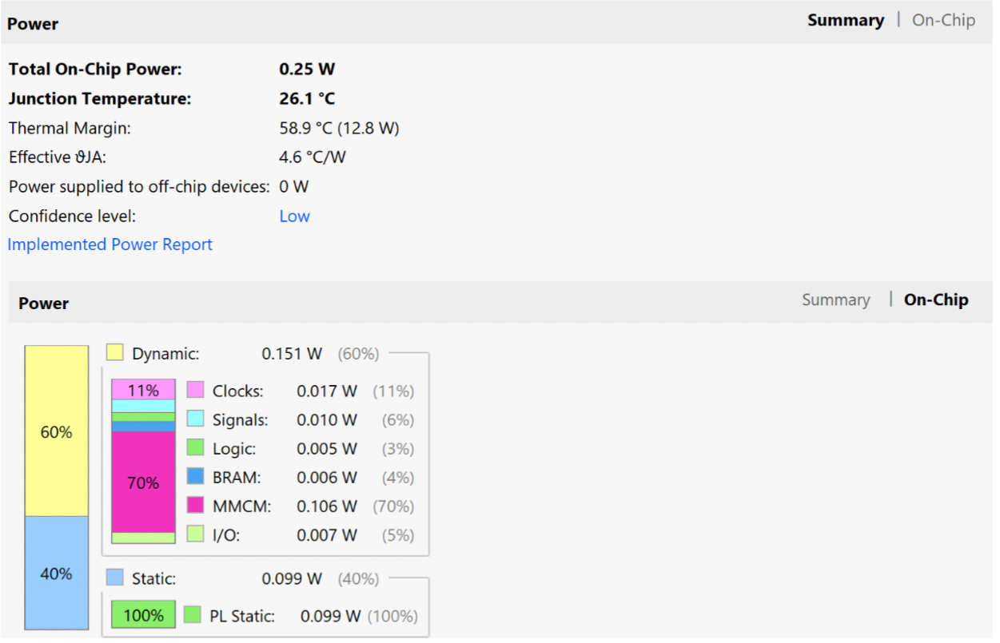 Power Summary | On-Chip
Total On-Chip Power: 0.25 W
Junction Temperature: 26.1 °C
Thermal Margin: 58.9 °C (12.8 W)
Effective ϑJA: 4.6 °C/W
Power supplied to off-chip devices: 0 W
Confidence level: Low
Implemented Power Report
Power Summary | On-Chip
Dynamic: 0.151 W (60%)
11% Clocks: 0.017 W (11%)
Signals: 0.010 W (6%)
60% Logic: 0.005 W (3%)
BRAM: 0.006 W (4%)
70% MMCM: 0.106 W (70%)
I/O: 0.007 W (5%)
40% Static: 0.099 W (40%)
100% PL Static: 0.099 W (100%)